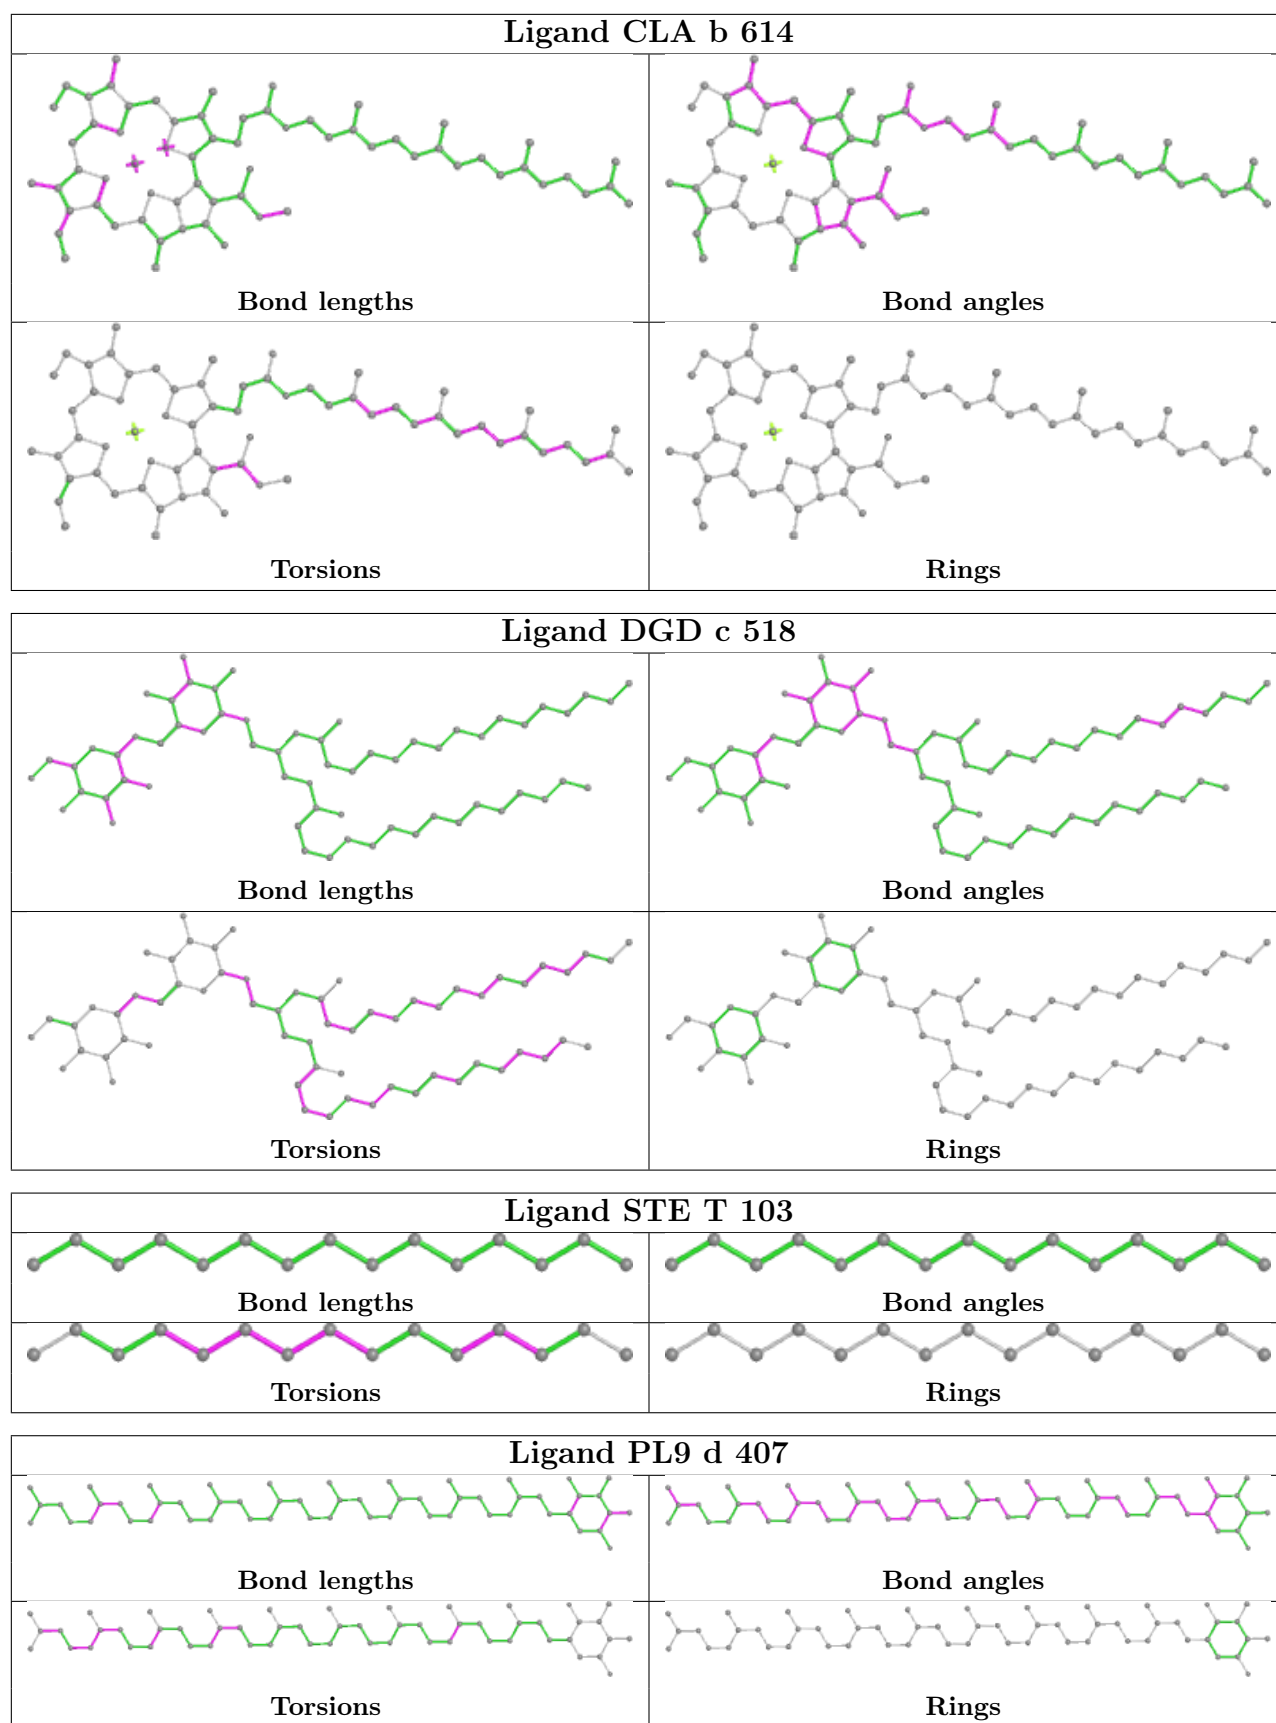 Ligand CLA b 614
Bond lengths
Bond angles
Torsions
Rings
Ligand DGD c 518
Bond lengths
Bond angles
Torsions
Rings
Ligand STE T 103
Bond lengths
Bond angles
Torsions
Rings
Ligand PL9 d 407
Bond lengths
Bond angles
Torsions
Rings